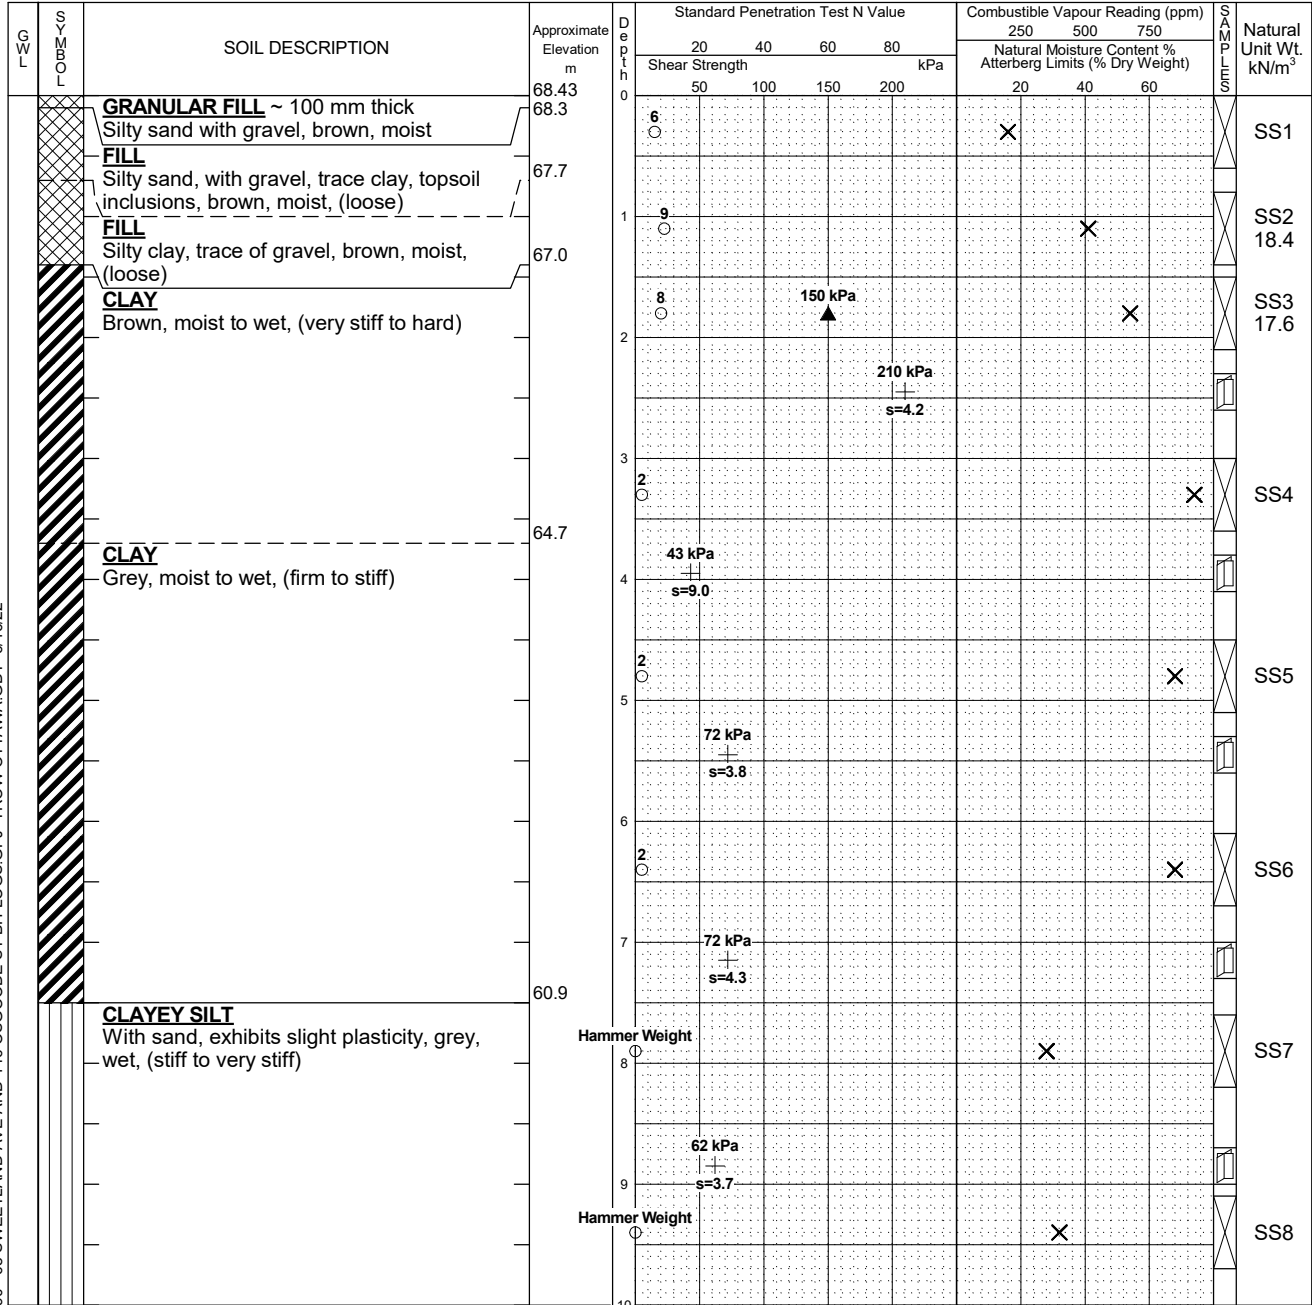 GWL
SYMBOL
SOIL DESCRIPTION
Approximate
Elevation
m
Depth
Standard Penetration Test N Value
20 40 60 80
Shear Strength kPa
50 100 150 200
Combustible Vapour Reading (ppm)
250 500 750
Natural Moisture Content %
Atterberg Limits (% Dry Weight)
20 40 60
SAMPLES
Natural
Unit Wt.
kN/m³
68.43
0
GRANULAR FILL ~ 100 mm thick
68.3
Silty sand with gravel, brown, moist
6
SS1
FILL
67.7
Silty sand, with gravel, trace clay, topsoil
inclusions, brown, moist, (loose)
1
9
SS2
18.4
FILL
Silty clay, trace of gravel, brown, moist,
67.0
(loose)
CLAY
Brown, moist to wet, (very stiff to hard)
8
150 kPa
SS3
17.6
2
210 kPa
s=4.2
3
2
SS4
64.7
CLAY
Grey, moist to wet, (firm to stiff)
43 kPa
4
s=9.0
2
SS5
5
72 kPa
s=3.8
6
2
SS6
7
72 kPa
s=4.3
60.9
CLAYEY SILT
With sand, exhibits slight plasticity, grey,
wet, (stiff to very stiff)
Hammer Weight
8
SS7
62 kPa
9
s=3.7
Hammer Weight
SS8
10